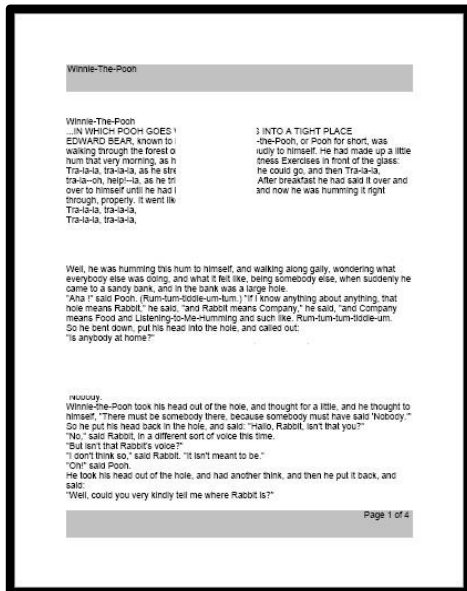 Winnie-The-Pooh
Winnie-The-Pooh
...IN WHICH POOH GOES INTO A TIGHT PLACE
EDWARD BEAR, known to -the-Pooh, or Pooh for short, was
walking through the forest to himself. He had made up a little
hum that very morning, as Exercises in front of the glass:
Tra-la-la, tra-la-la, as he he could go, and then Tra-la-la,
tra-la--oh, help!--la, as he After breakfast he had said it over and
over to himself until he had and now he was humming it right
through, properly. It went
Tra-la-la, tra-la-la,
Tra-la-la, tra-la-la,
Well, he was humming this hum to himself, and walking along gaily, wondering what
everybody else was doing, and what it felt like, being somebody else, when suddenly he
came to a sandy bank, and in the bank was a large hole.
"Aha !" said Pooh. (Rum-tum-tiddle-um-tum.) "If I know anything about anything, that
hole means Rabbit," he said, "and Rabbit means Company," he said, "and Company
means Food and Listening-to-Me-Humming and such like. Rum-tum-tum-tiddle-um.
So he bent down, put his head into the hole, and called out:
"Is anybody at home?"
"Nobody."
Winnie-the-Pooh took his head out of the hole, and thought for a little, and he thought to
himself, "There must be somebody there, because somebody must have said 'Nobody.'"
So he put his head back in the hole, and said: "Hallo, Rabbit, isn't that you?"
"No," said Rabbit, in a different sort of voice this time.
"But isn't that Rabbit's voice?"
"I don't think so," said Rabbit. "It isn't meant to be."
"Oh!" said Pooh.
He took his head out of the hole, and had another think, and then he put it back, and
said:
"Well, could you very kindly tell me where Rabbit is?"
Page 1 of 4